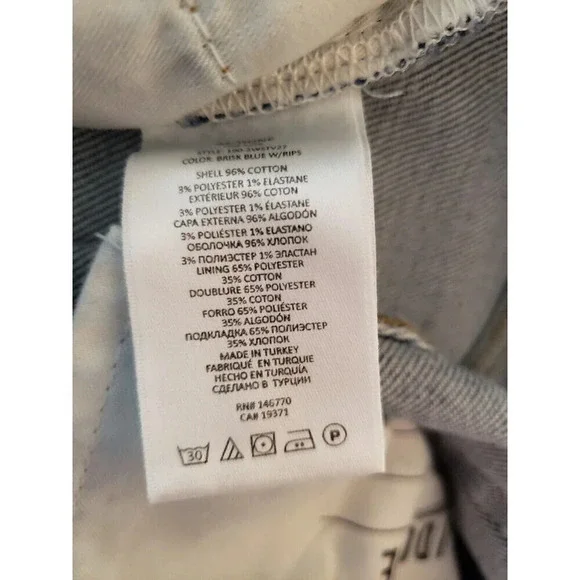 COLOR: BRISK BLUE W/RIPS
SHELL 96% COTTON
3% POLYESTER 1% ELASTANE
EXTÉRIEUR 96% COTON
3% POLYESTER 1% ÉLASTANE
CAPA EXTERNA 96% ALGODÓN
3% POLIÉSTER 1% ELASTANO
ОБОЛОЧКА 96% ХЛОПОК
3% ПОЛИЭСТЕР 1% ЭЛАСТАН
LINING 65% POLYESTER
35% COTTON
DOUBLURE 65% POLYESTER
35% COTON
FORRO 65% POLIÉSTER
35% ALGODÓN
ПОДКЛАДКА 65% ПОЛИЭСТЕР
35% ХЛОПОК
MADE IN TURKEY
FABRIQUÉ EN TURQUIE
HECHO EN TURQUÍA
СДЕЛАНО В ТУРЦИИ
RN# 146770
CA# 19371
30 P